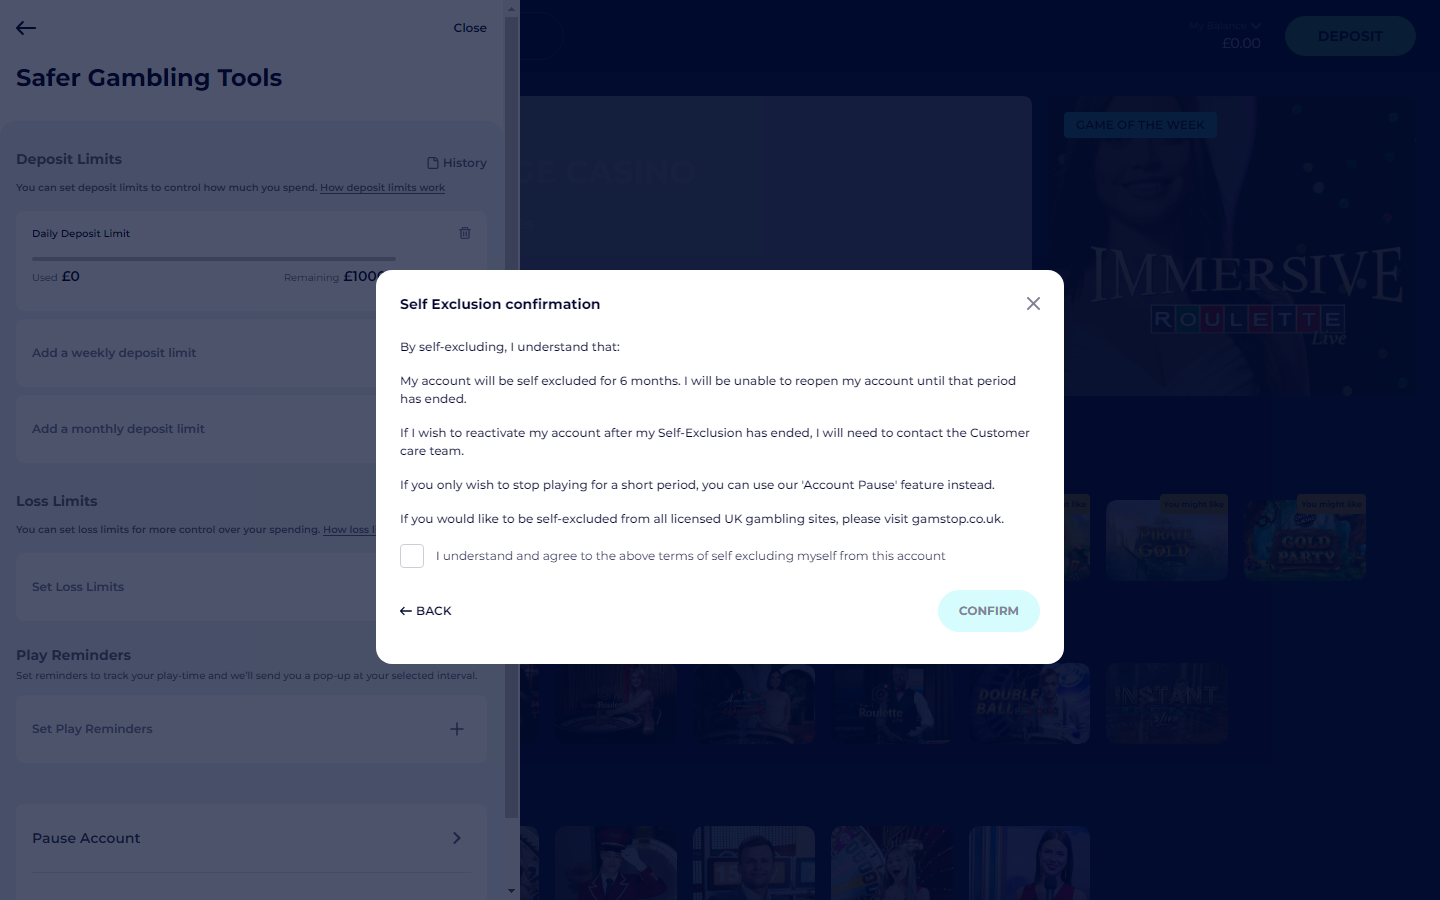 Close
My Balance
£0.00
DEPOSIT
Safer Gambling Tools
GAME OF THE WEEK
Deposit Limits
History
You can set deposit limits to control how much you spend. How deposit limits work
Daily Deposit Limit
Used £0
Remaining £1000
IMMERSIVE
ROULETTE
Live
Add a weekly deposit limit
Add a monthly deposit limit
Loss Limits
You can set loss limits for more control over your spending. How loss l
Set Loss Limits
Play Reminders
Set reminders to track your play-time and we'll send you a pop-up at your selected interval.
Set Play Reminders
Pause Account
Self Exclusion confirmation
By self-excluding, I understand that:
My account will be self excluded for 6 months. I will be unable to reopen my account until that period
has ended.
If I wish to reactivate my account after my Self-Exclusion has ended, I will need to contact the Customer
care team.
If you only wish to stop playing for a short period, you can use our 'Account Pause' feature instead.
If you would like to be self-excluded from all licensed UK gambling sites, please visit gamstop.co.uk.
I understand and agree to the above terms of self excluding myself from this account
BACK
CONFIRM
like
You might like
You might like
GOLD
GOLD
PARTY
Roulette
DOUBLE
BALL
INSTANT
CASINO